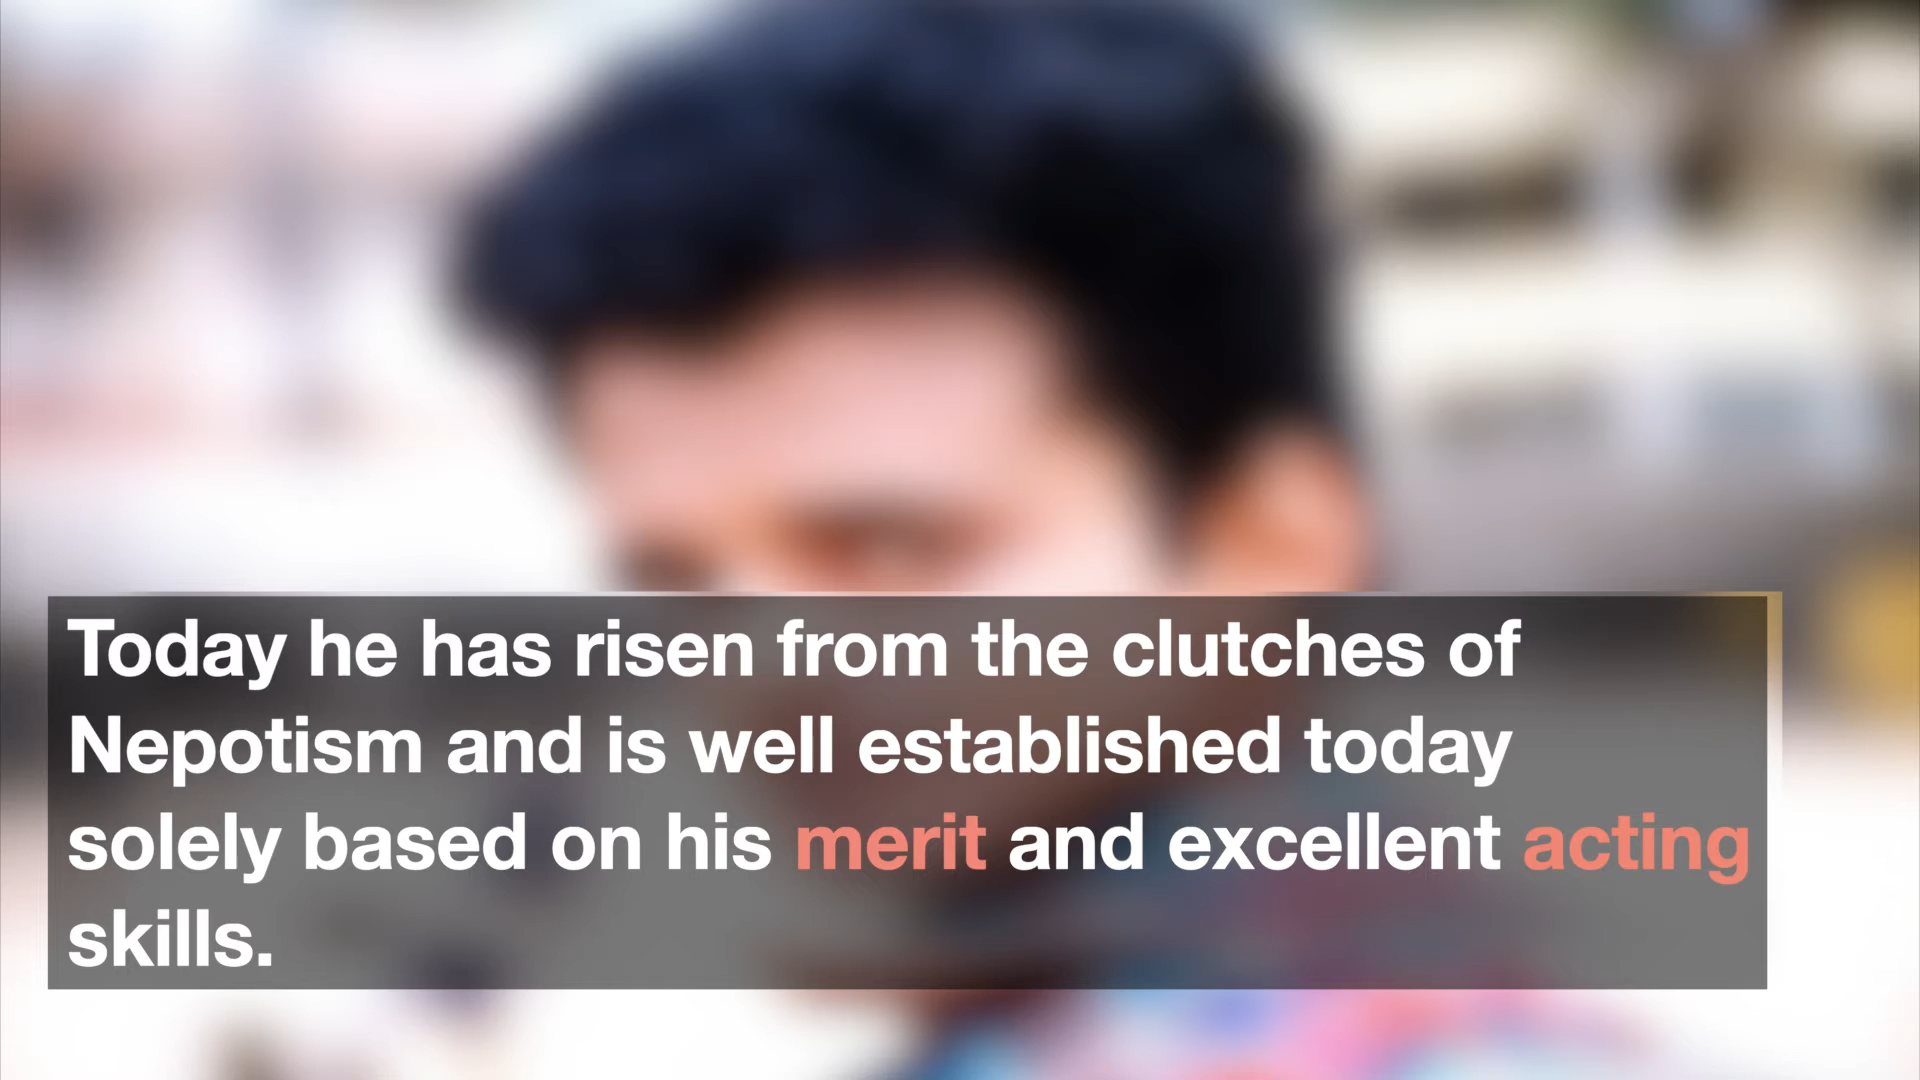 Today he has risen from the clutches of
Nepotism and is well established today
solely based on his merit and excellent acting
skills.